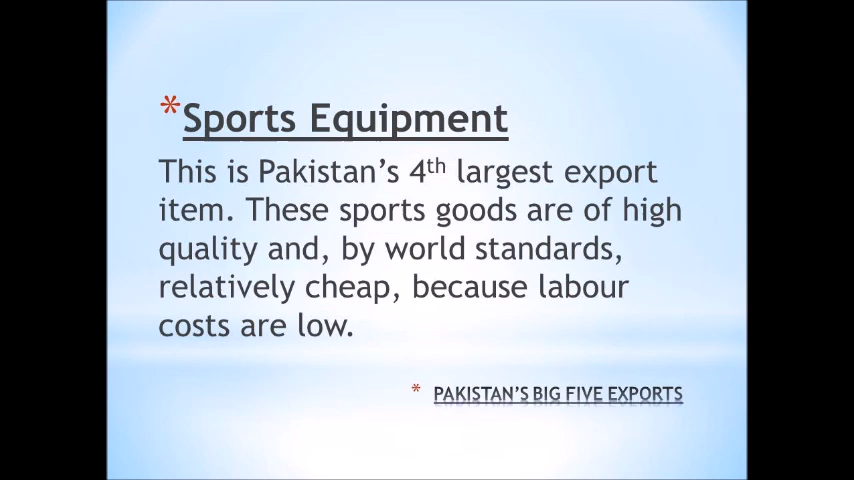 *Sports Equipment
This is Pakistan's 4th largest export
item. These sports goods are of high
quality and, by world standards,
relatively cheap, because labour
costs are low.
* PAKISTAN'S BIG FIVE EXPORTS